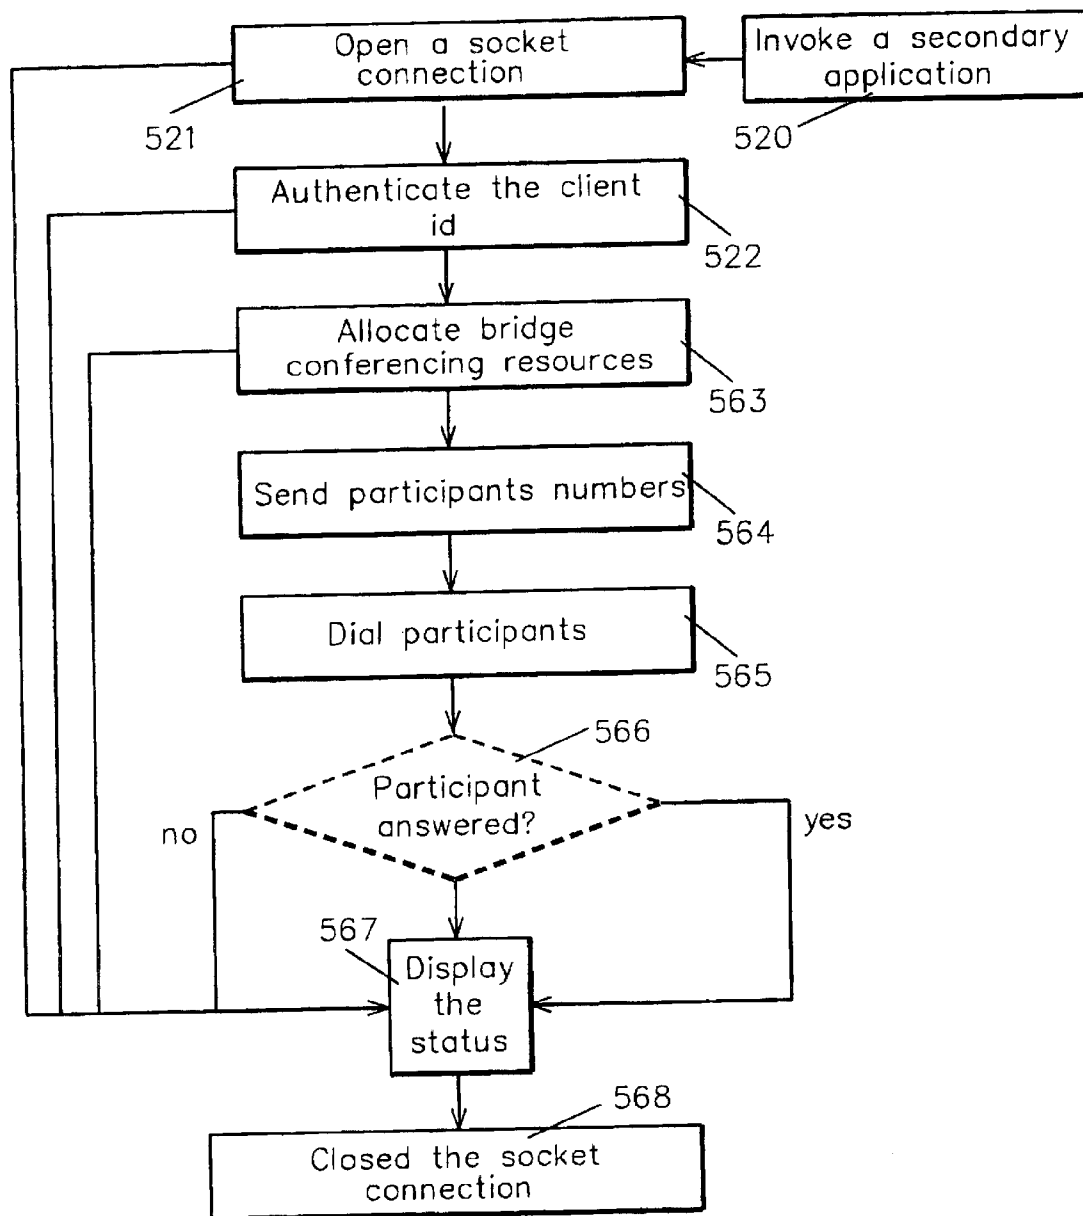 Open a socket
connection
Invoke a secondary
application
521
520
Authenticate the client
id
522
Allocate bridge
conferencing resources
563
Send participants numbers
564
Dial participants
565
566
Participant
answered?
no
yes
567
Display
the
status
568
Closed the socket
connection